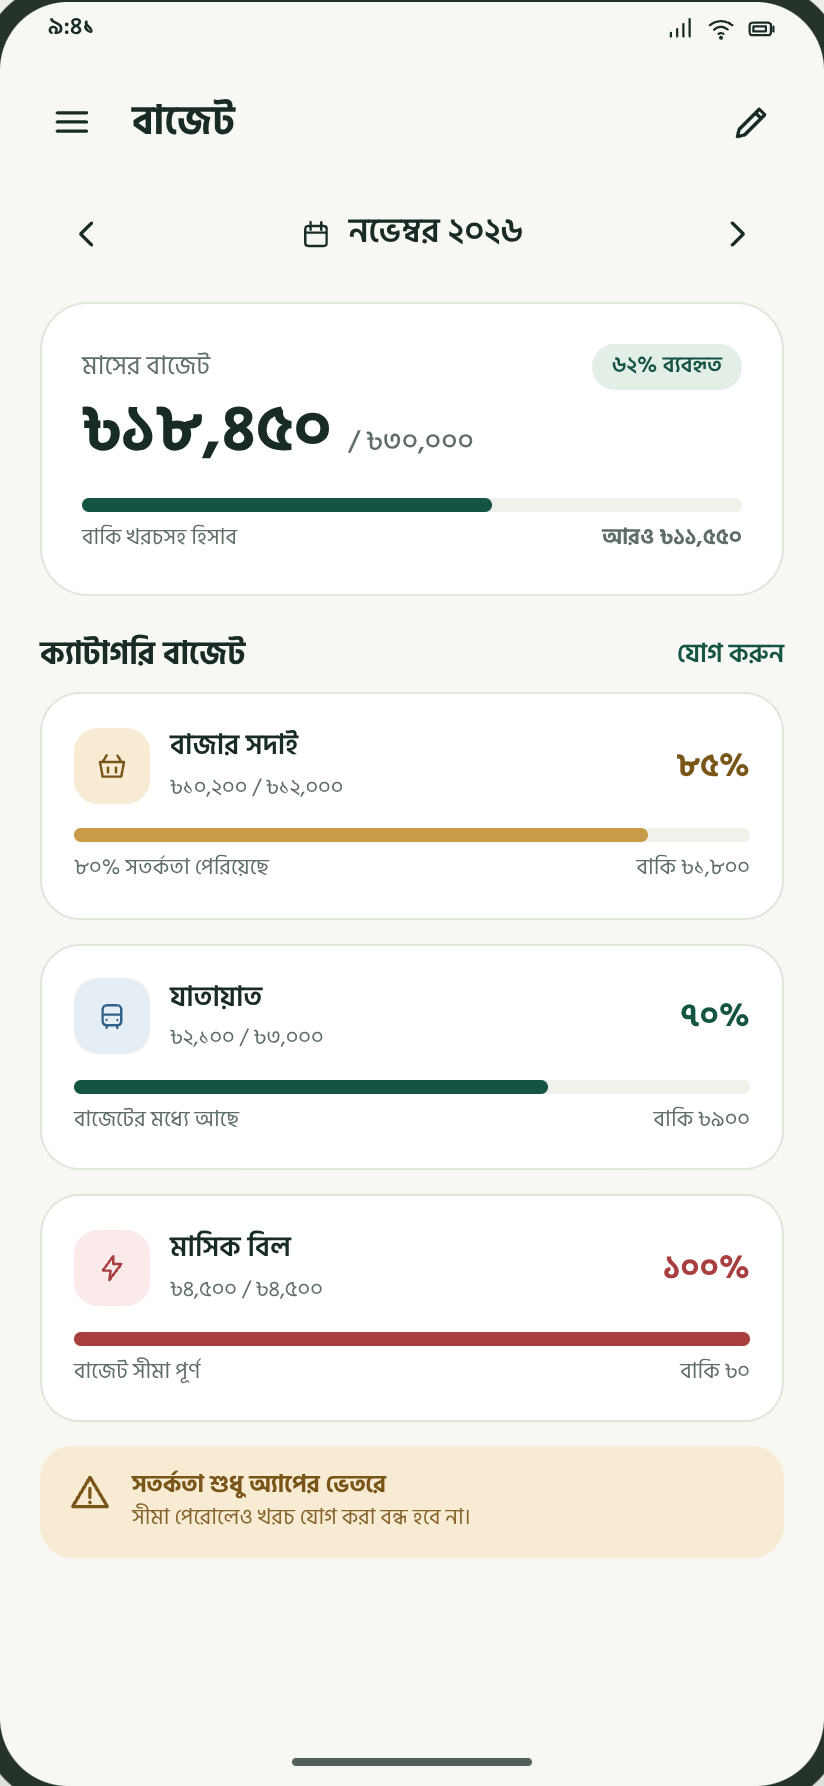 ৯:৪১
বাজেট
নভেম্বর ২০২৬
মাসের বাজেট
৬২% ব্যবহৃত
৳১৮,৪৫০ / ৳৩০,০০০
বাকি খরচসহ হিসাব
আরও ৳১১,৫৫০
ক্যাটাগরি বাজেট
যোগ করুন
বাজার সদাই
৳১০,২০০ / ৳১২,০০০
৮৫%
৮০% সতর্কতা পেরিয়েছে
বাকি ৳১,৮০০
যাতায়াত
৳২,১০০ / ৳৩,০০০
৭০%
বাজেটের মধ্যে আছে
বাকি ৳৯০০
মাসিক বিল
৳৪,৫০০ / ৳৪,৫০০
১০০%
বাজেট সীমা পূর্ণ
বাকি ৳০
সতর্কতা শুধু অ্যাপের ভেতরে
সীমা পেরোলেও খরচ যোগ করা বন্ধ হবে না।